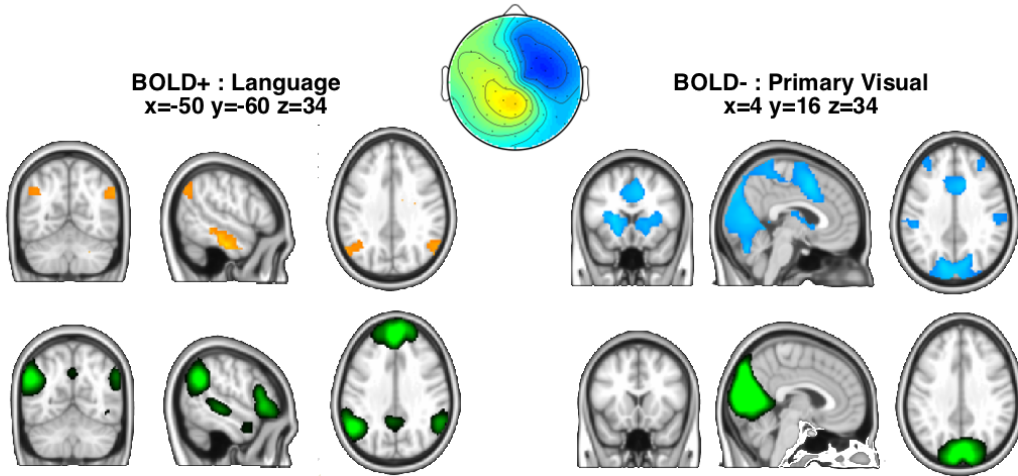 BOLD+ : Language
x=-50 y=-60 z=34
BOLD- : Primary Visual
x=4 y=16 z=34